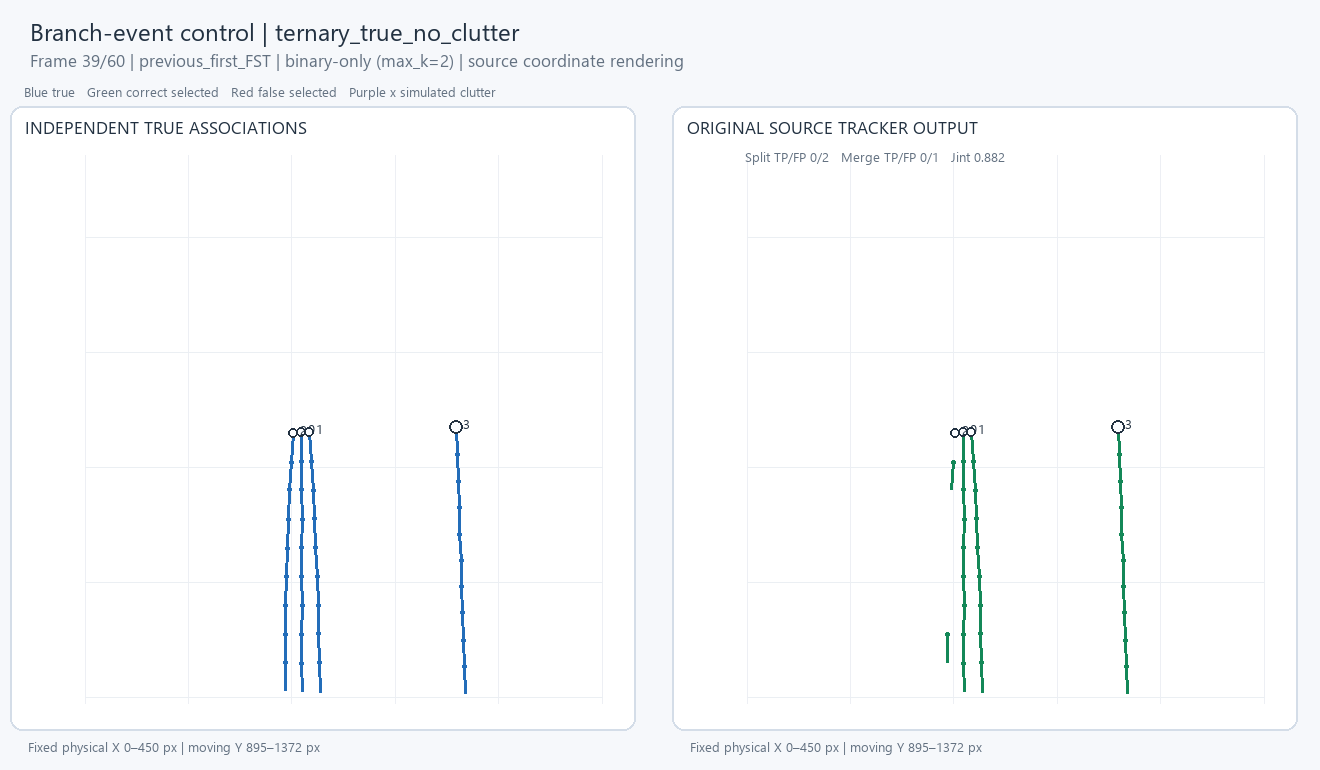 Branch-event control | ternary_true_no_clutter
Frame 39/60 | previous_first_FST | binary-only (max_k=2) | source coordinate rendering
Blue true Green correct selected Red false selected Purple x simulated clutter
INDEPENDENT TRUE ASSOCIATIONS
ORIGINAL SOURCE TRACKER OUTPUT
Split TP/FP 0/2 Merge TP/FP 0/1 Jint 0.882
1
3
1
3
Fixed physical X 0–450 px | moving Y 895–1372 px
Fixed physical X 0–450 px | moving Y 895–1372 px